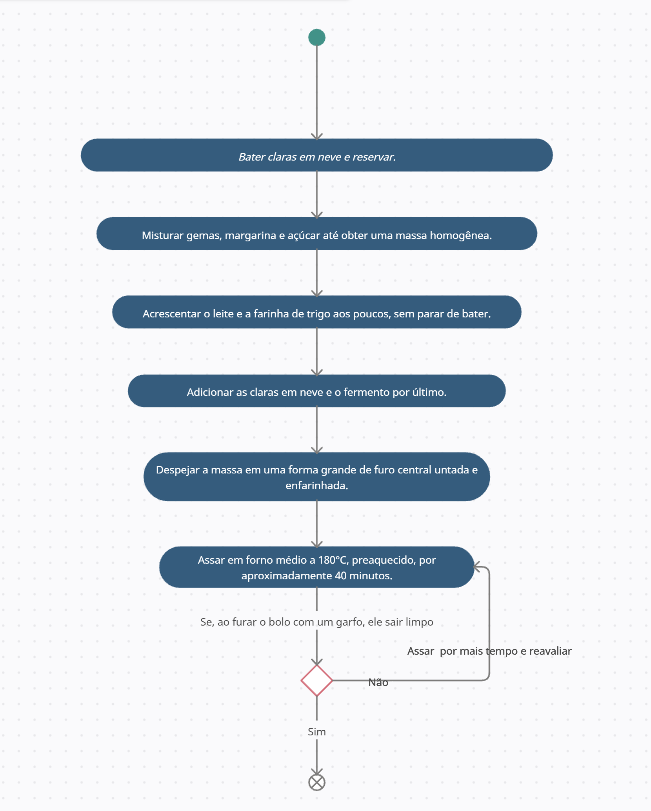 Bater claras em neve e reservar.
Misturar gemas, margarina e açúcar até obter uma massa homogênea.
Acrescentar o leite e a farinha de trigo aos poucos, sem parar de bater.
Adicionar as claras em neve e o fermento por último.
Despejar a massa em uma forma grande de furo central untada e
enfarinhada.
Assar em forno médio a 180°C, preaquecido, por
aproximadamente 40 minutos.
Se, ao furar o bolo com um garfo, ele sair limpo
Assar  por mais tempo e reavaliar
Não
Sim